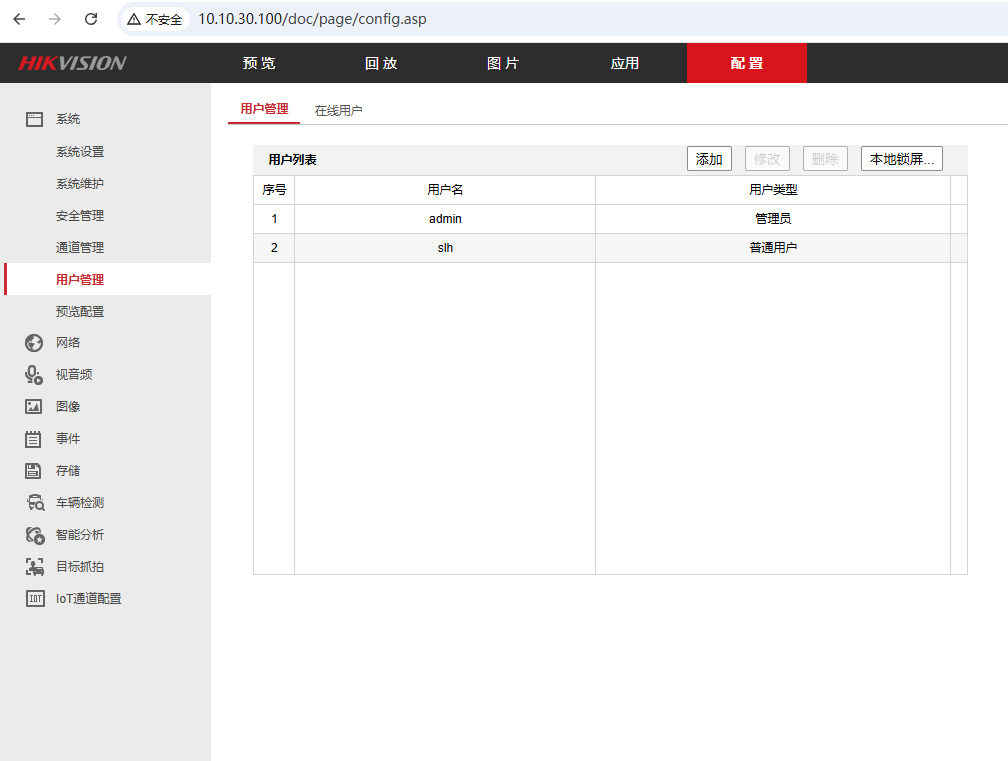 不安全 10.10.30.100/doc/page/config.asp
HIKVISION 预览 回放 图片 应用 配置
用户管理 在线用户
系统
系统设置
系统维护
安全管理
通道管理
用户管理
预览配置
网络
视音频
图像
事件
存储
车辆检测
智能分析
目标抓拍
IOT IoT通道配置
用户列表 添加 修改 删除 本地锁屏...
序号 用户名 用户类型
1 admin 管理员
2 slh 普通用户